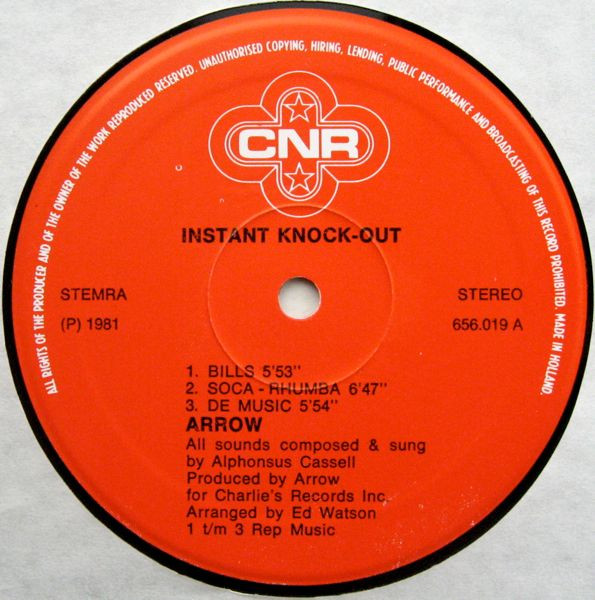 ALL RIGHTS OF THE PRODUCER AND OF THE OWNER OF THE WORK REPRODUCED RESERVED. UNAUTHORISED COPYING, HIRING, LENDING, PUBLIC PERFORMANCE AND BROADCASTING OF THIS RECORD PROHIBITED. MADE IN HOLLAND.
CNR
INSTANT KNOCK-OUT
STEMRA
STEREO
(P) 1981
656.019 A
1. BILLS 5'53"
2. SOCA - RHUMBA 6'47"
3. DE MUSIC 5'54"
ARROW
All sounds composed & sung
by Alphonsus Cassell
Produced by Arrow
for Charlie's Records Inc.
Arranged by Ed Watson
1 t/m 3 Rep Music